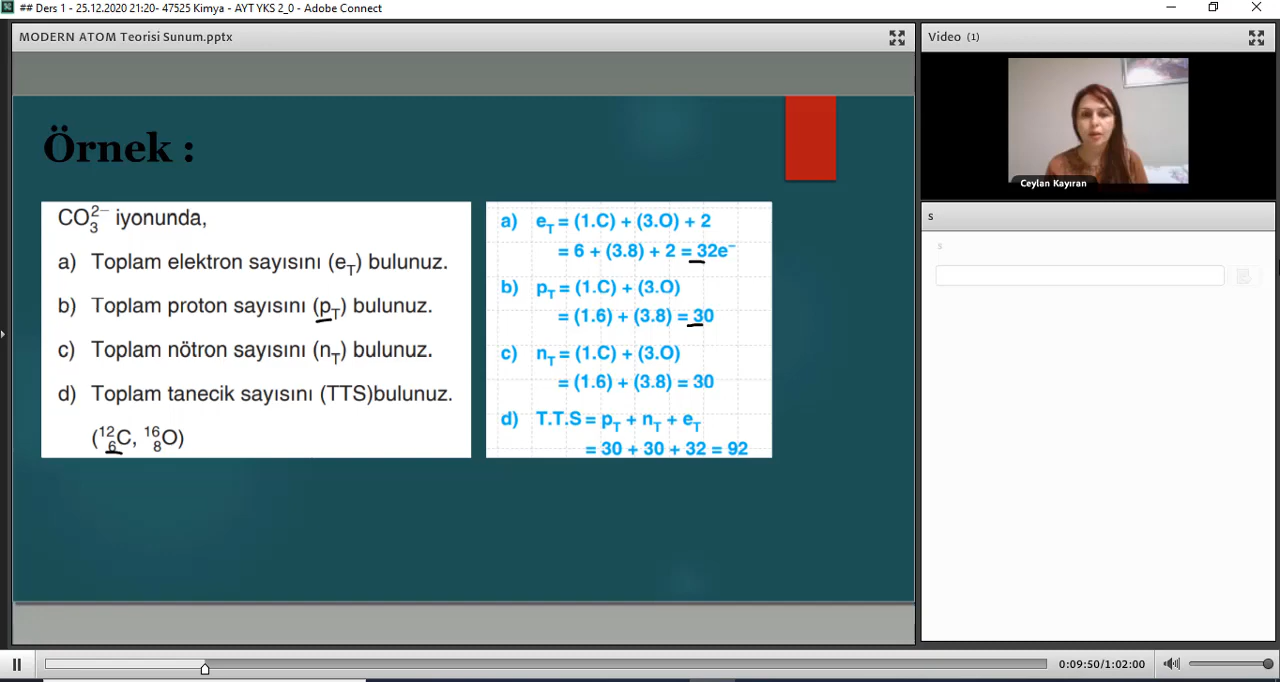 ## Ders 1 - 25.12.2020 21:20- 47525 Kimya - AYT YKS 2_0 - Adobe Connect
MODERN ATOM Teorisi Sunum.pptx
Örnek :
CO₃²⁻ iyonunda,
a) Toplam elektron sayısını (e_T) bulunuz.
b) Toplam proton sayısını (p_T) bulunuz.
c) Toplam nötron sayısını (n_T) bulunuz.
d) Toplam tanecik sayısını (TTS)bulunuz.
(¹²₆C, ¹⁶₈O)
a) e_T = (1.C) + (3.O) + 2
= 6 + (3.8) + 2 = 32e⁻
b) p_T = (1.C) + (3.O)
= (1.6) + (3.8) = 30
c) n_T = (1.C) + (3.O)
= (1.6) + (3.8) = 30
d) T.T.S = p_T + n_T + e_T
= 30 + 30 + 32 = 92
Video (1)
Ceylan Kayıran
s
s
0:09:50/1:02:00